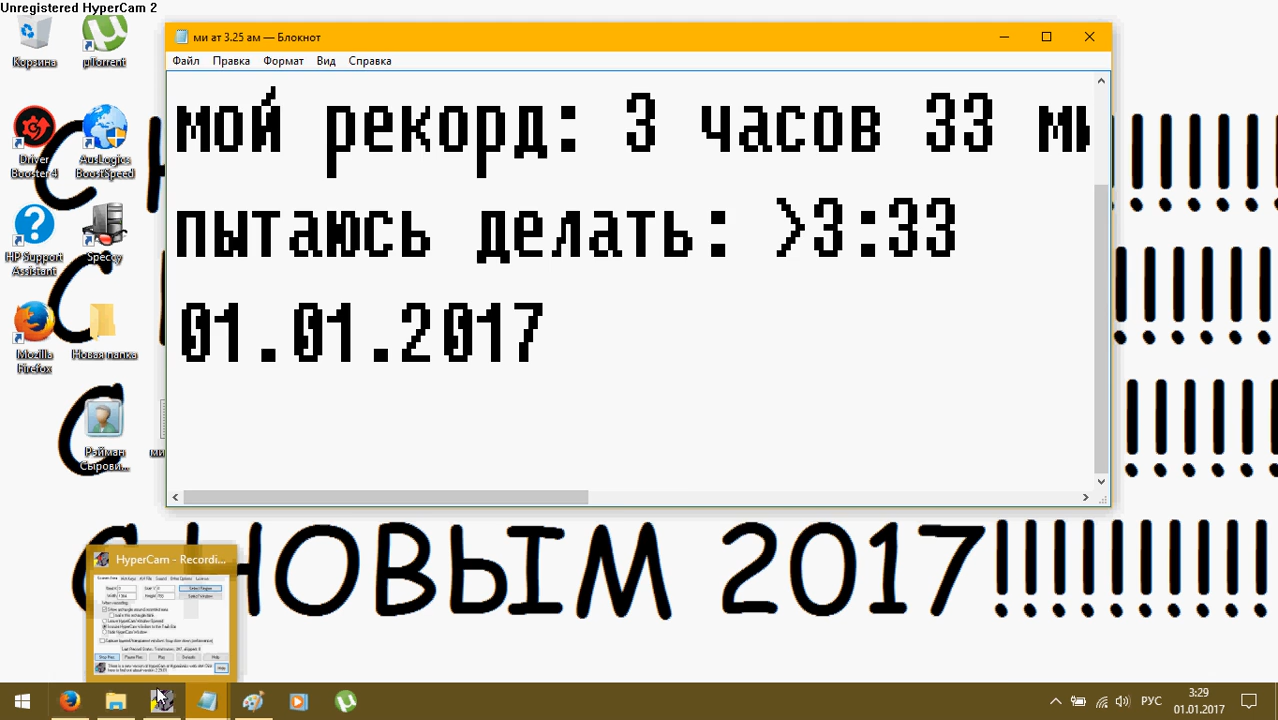 Unregistered HyperCam 2
Корзина
µTorrent
Driver Booster 4
AusLogics BoostSpeed
HP Support Assistant
Speccy
Mozilla Firefox
Новая папка
Рэйман Сырови...
ми
ми ат 3.25 am — Блокнот
Файл Правка Формат Вид Справка
мой рекорд: 3 часов 33 ми
пытаюсь делать: >3:33
01.01.2017
С НОВЫМ 2017!!!!!!!!!!!!
HyperCam - Recordi...
РУС
3:29
01.01.2017